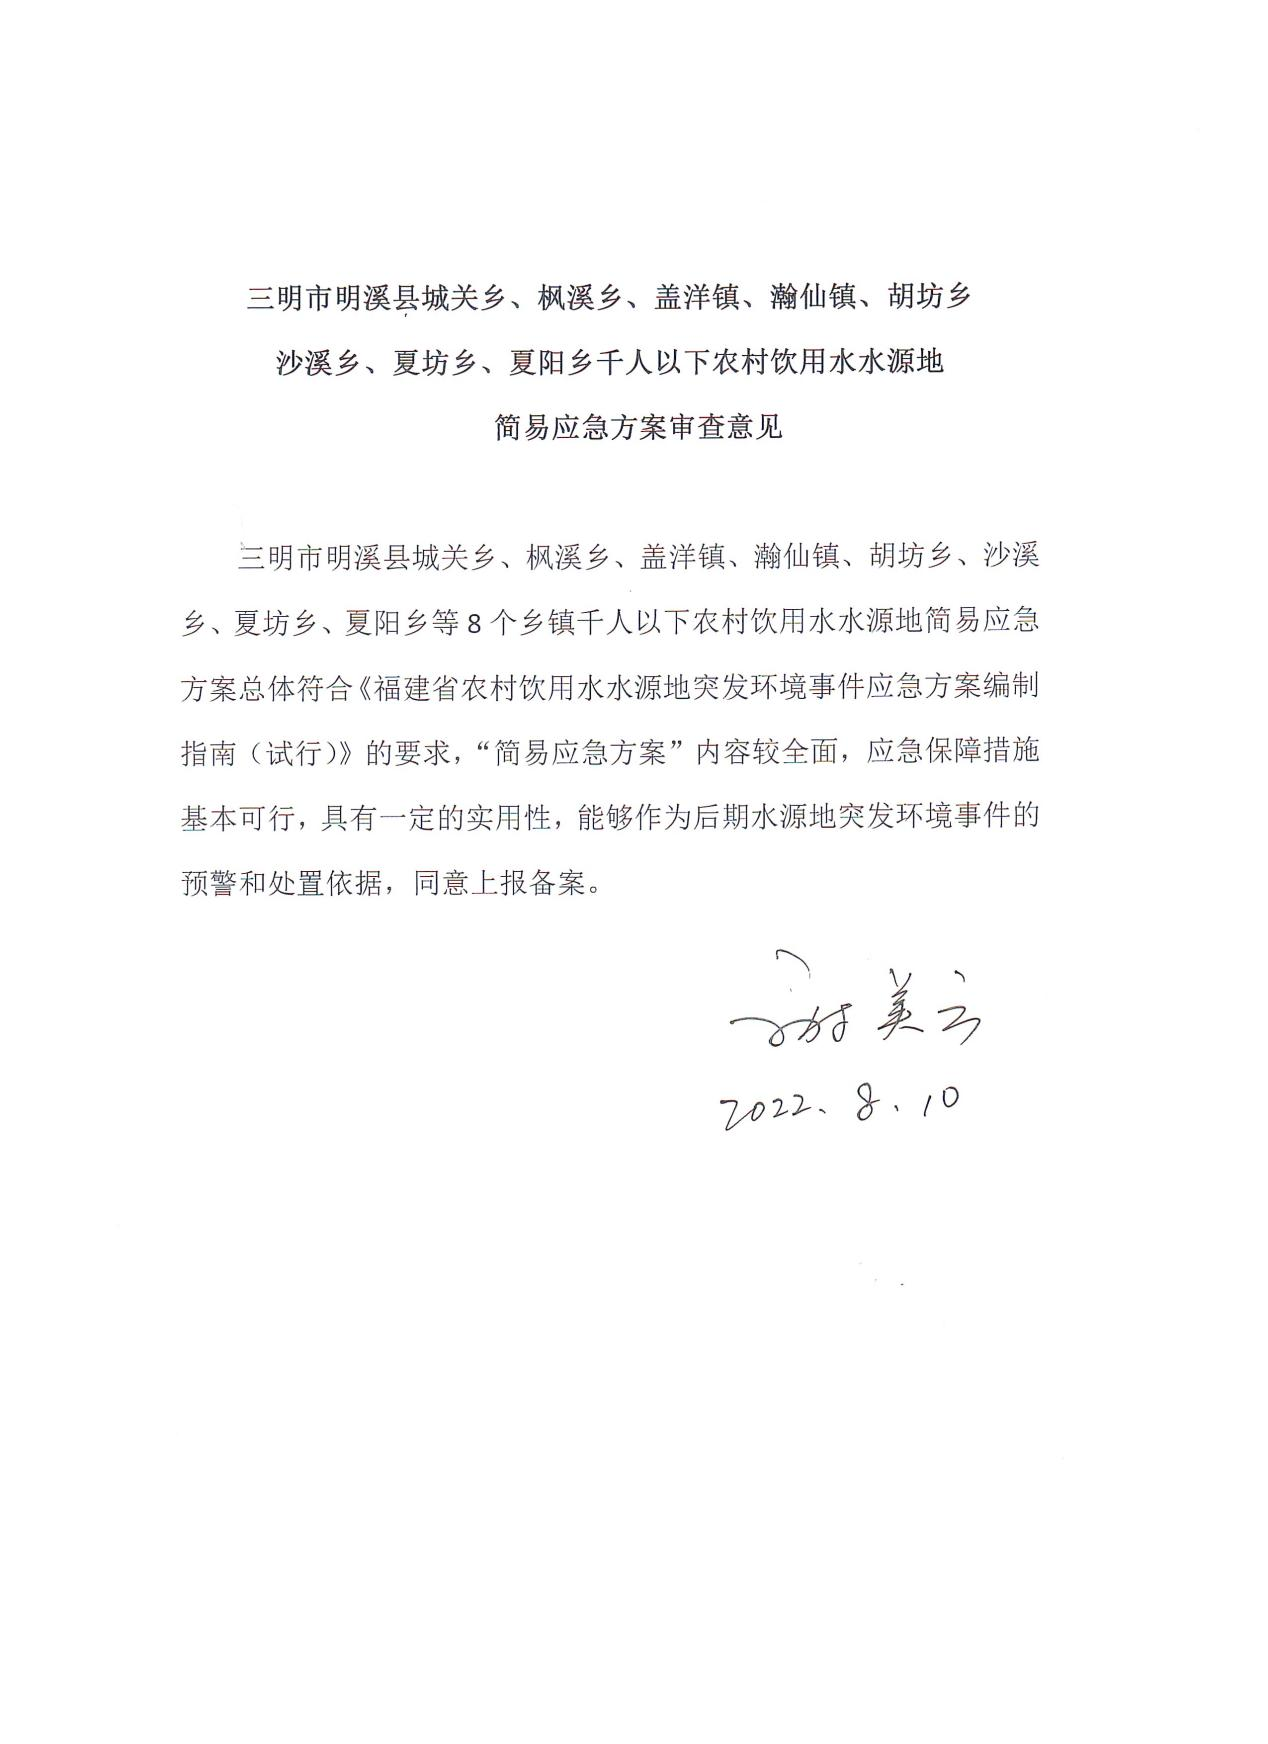 三明市明溪县城关乡、枫溪乡、盖洋镇、瀚仙镇、胡坊乡
沙溪乡、夏坊乡、夏阳乡千人以下农村饮用水水源地
简易应急方案审查意见
三明市明溪县城关乡、枫溪乡、盖洋镇、瀚仙镇、胡坊乡、沙溪
乡、夏坊乡、夏阳乡等8个乡镇千人以下农村饮用水水源地简易应急
方案总体符合《福建省农村饮用水水源地突发环境事件应急方案编制
指南（试行）》的要求，“简易应急方案”内容较全面，应急保障措施
基本可行，具有一定的实用性，能够作为后期水源地突发环境事件的
预警和处置依据，同意上报备案。
美云
2022、8、10